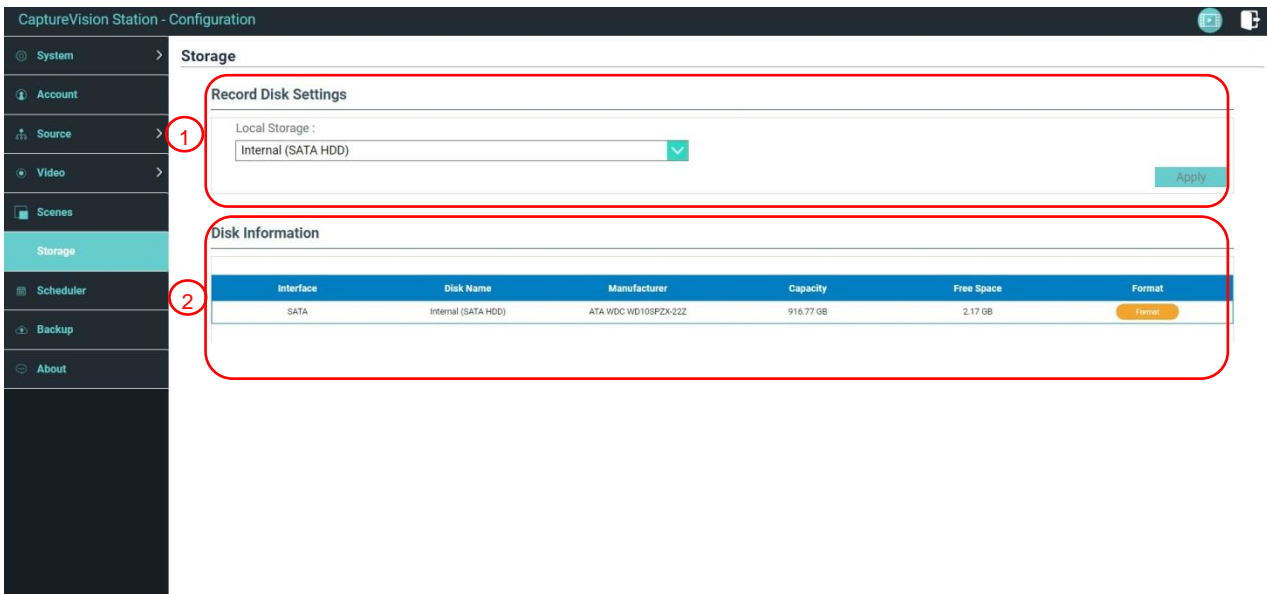 CaptureVision Station - Configuration
System
Account
Source
Video
Scenes
Storage
Scheduler
Backup
About
Storage
1
Record Disk Settings
Local Storage :
Internal (SATA HDD)
Apply
2
Disk Information
Interface Disk Name Manufacturer Capacity Free Space Format
SATA Internal (SATA HDD) ATA WDC WD10SPZX-22Z 916.77 GB 2.17 GB Format